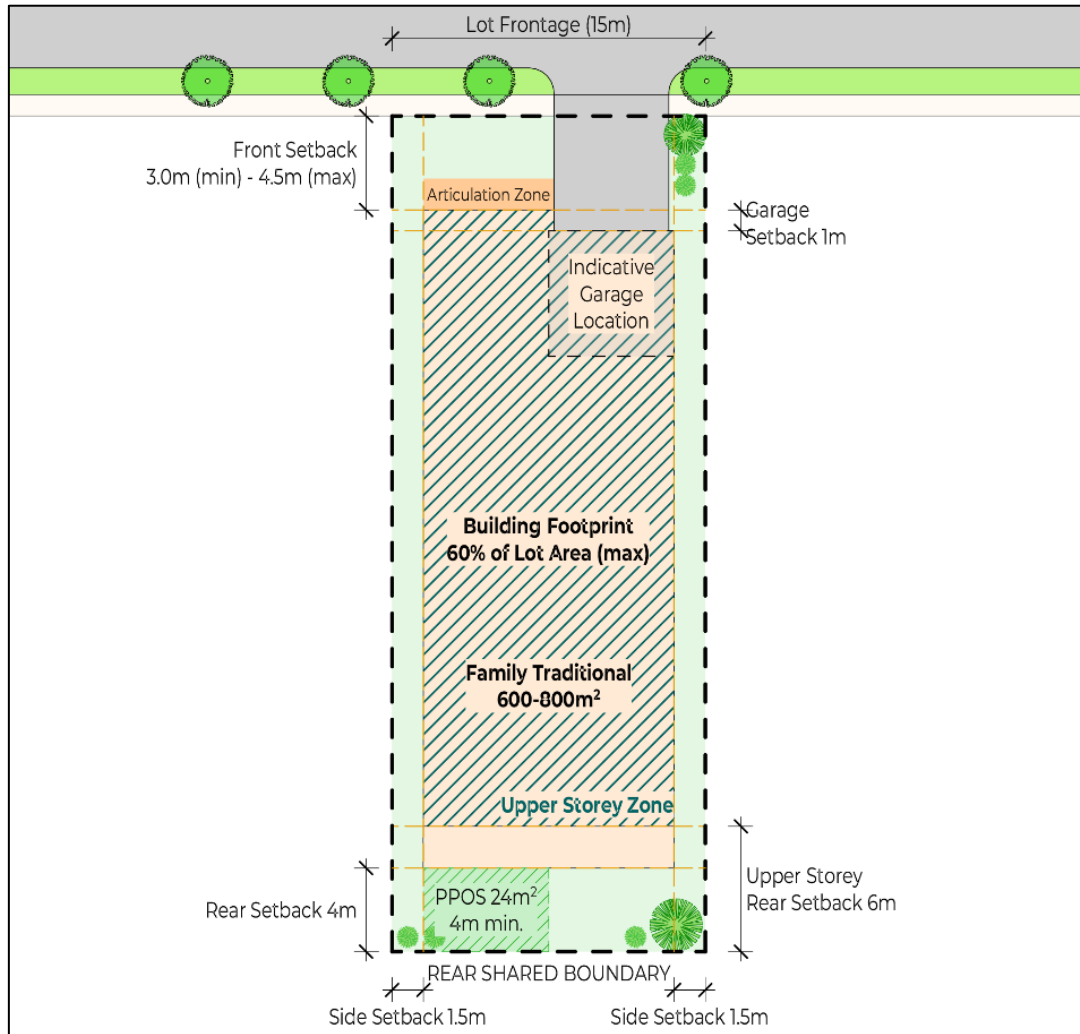 Lot Frontage (15m)
Front Setback
3.0m (min) - 4.5m (max)
Articulation Zone
Garage
Setback 1m
Indicative
Garage
Location
Building Footprint
60% of Lot Area (max)
Family Traditional
600-800m²
Upper Storey Zone
Rear Setback 4m
PPOS 24m²
4m min.
Upper Storey
Rear Setback 6m
REAR SHARED BOUNDARY
Side Setback 1.5m
Side Setback 1.5m